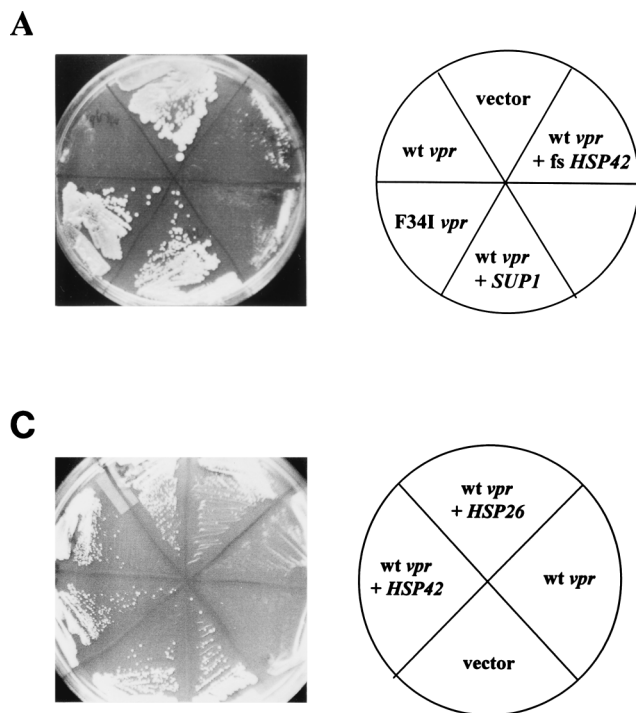 A
vector
wt vpr
wt vpr
+ fs HSP42
F34I vpr
wt vpr
+ SUP1
C
wt vpr
+ HSP26
wt vpr
+ HSP42
wt vpr
vector